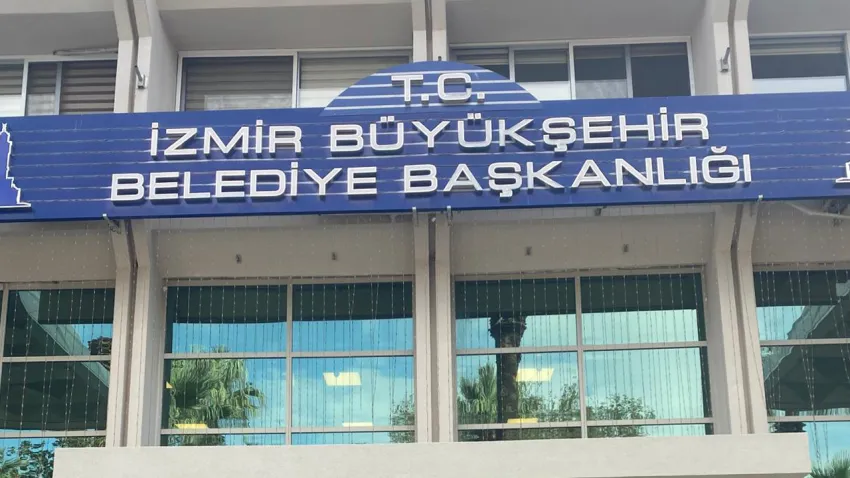 T.C.
İZMİR BÜYÜKŞEHİR
BELEDİYE BAŞKANLIĞI